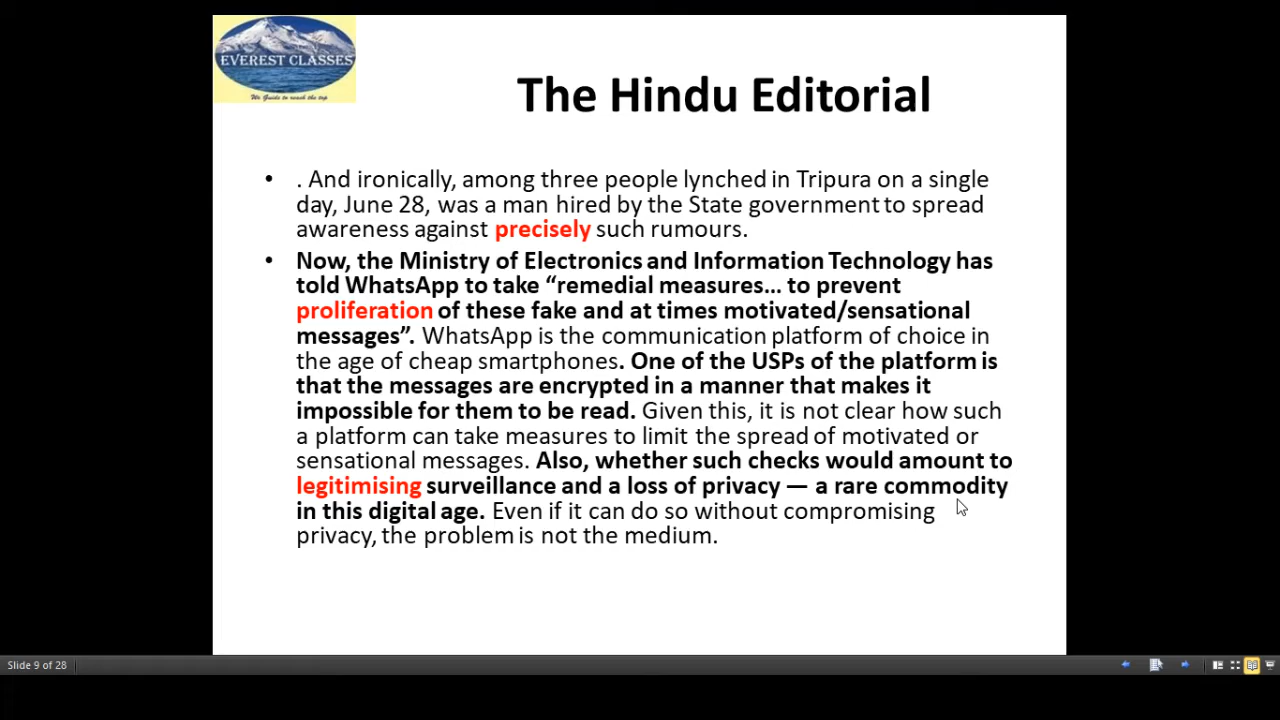 EVEREST CLASSES
We Guide to reach the top
The Hindu Editorial
• . And ironically, among three people lynched in Tripura on a single
day, June 28, was a man hired by the State government to spread
awareness against precisely such rumours.
• Now, the Ministry of Electronics and Information Technology has
told WhatsApp to take “remedial measures… to prevent
proliferation of these fake and at times motivated/sensational
messages”. WhatsApp is the communication platform of choice in
the age of cheap smartphones. One of the USPs of the platform is
that the messages are encrypted in a manner that makes it
impossible for them to be read. Given this, it is not clear how such
a platform can take measures to limit the spread of motivated or
sensational messages. Also, whether such checks would amount to
legitimising surveillance and a loss of privacy — a rare commodity
in this digital age. Even if it can do so without compromising
privacy, the problem is not the medium.
Slide 9 of 28